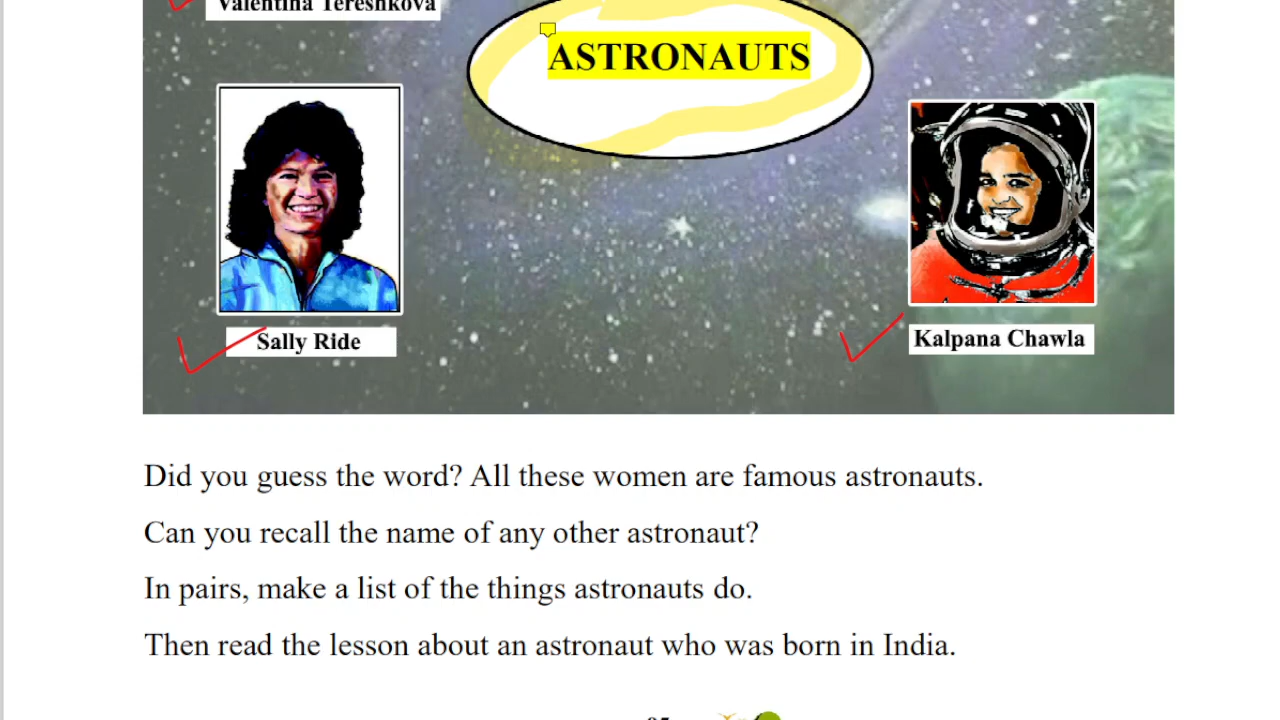 Valentina Tereshkova
ASTRONAUTS
Sally Ride
Kalpana Chawla
Did you guess the word? All these women are famous astronauts.
Can you recall the name of any other astronaut?
In pairs, make a list of the things astronauts do.
Then read the lesson about an astronaut who was born in India.